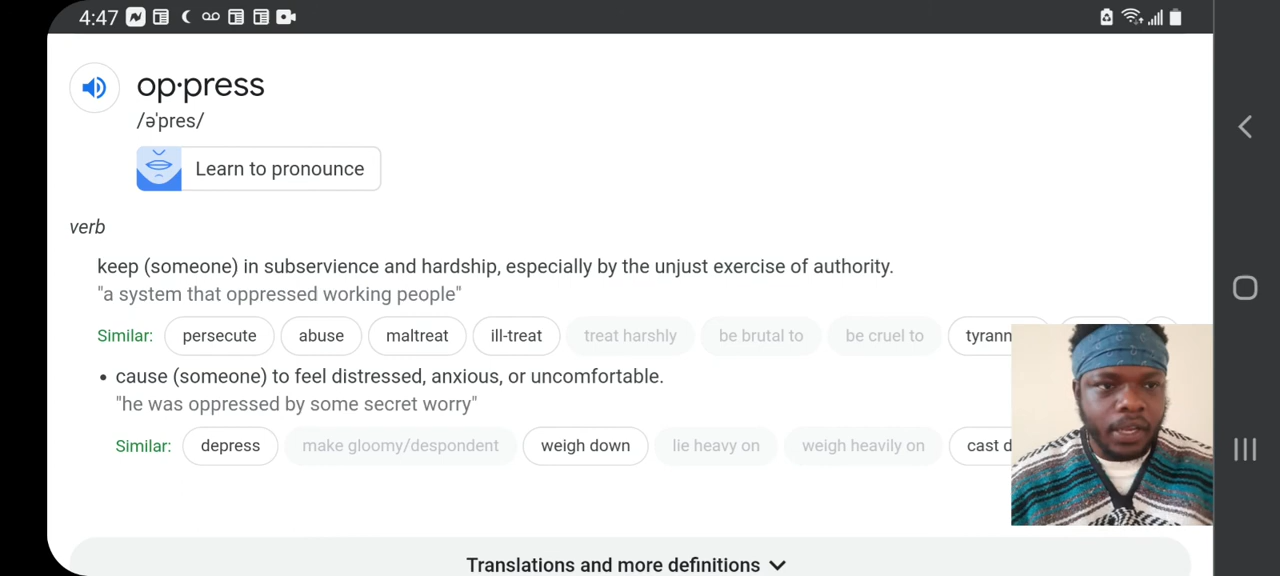 4:47
op·press
/əˈpres/
Learn to pronounce
verb
keep (someone) in subservience and hardship, especially by the unjust exercise of authority.
"a system that oppressed working people"
Similar: persecute abuse maltreat ill-treat treat harshly be brutal to be cruel to
• cause (someone) to feel distressed, anxious, or uncomfortable.
"he was oppressed by some secret worry"
Similar: depress make gloomy/despondent weigh down lie heavy on weigh heavily on cast
Translations and more definitions